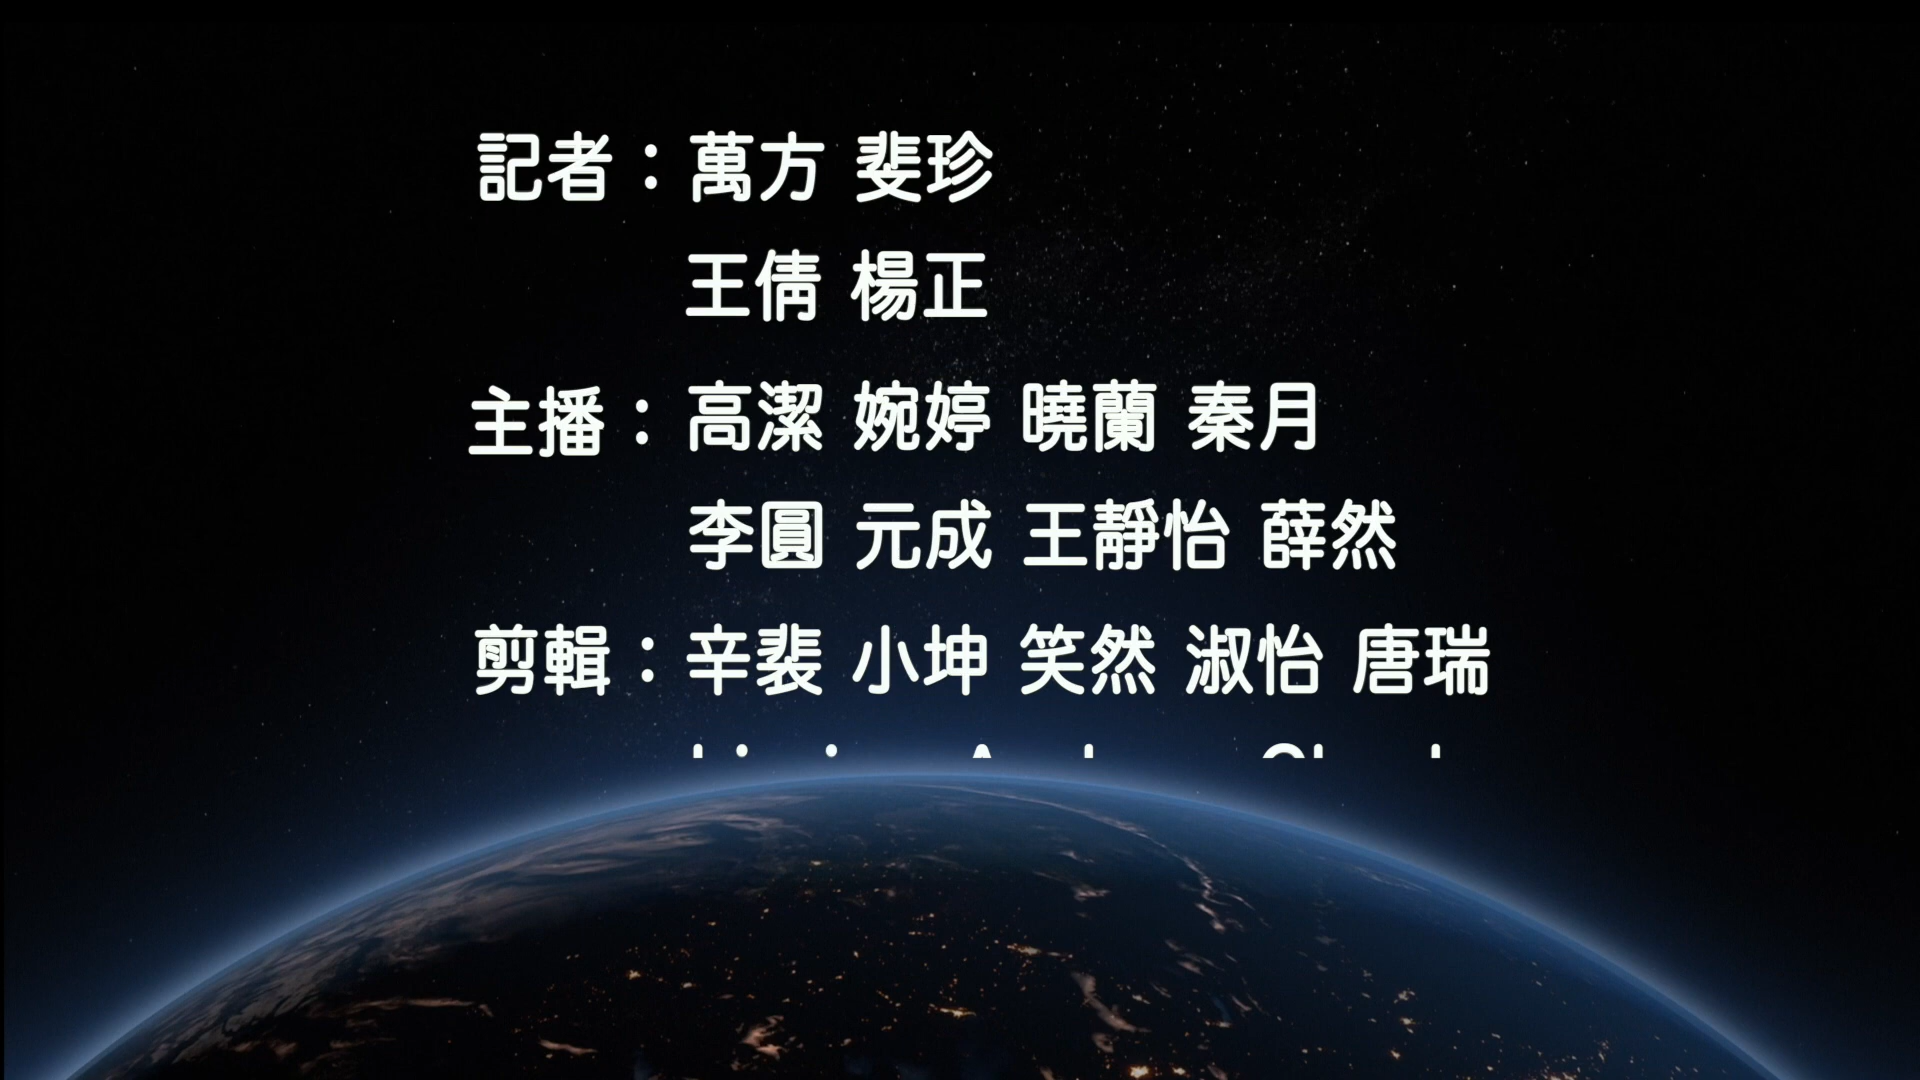 記者：萬方 斐珍
王倩 楊正
主播：高潔 婉婷 曉蘭 秦月
李圓 元成 王靜怡 薛然
剪輯：辛裴 小坤 笑然 淑怡 唐瑞